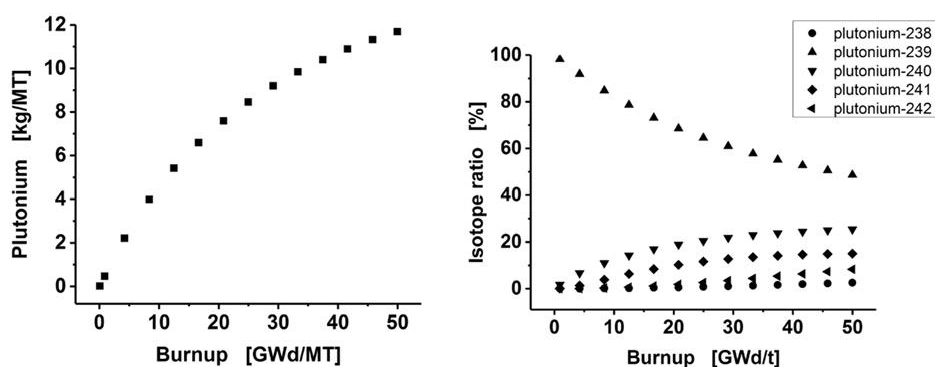 12
10
8
6
4
2
0
Plutonium [kg/MT]
0 10 20 30 40 50
Burnup [GWd/MT]
plutonium-238
plutonium-239
plutonium-240
plutonium-241
plutonium-242
100
80
60
40
20
0
Isotope ratio [%]
0 10 20 30 40 50
Burnup [GWd/t]